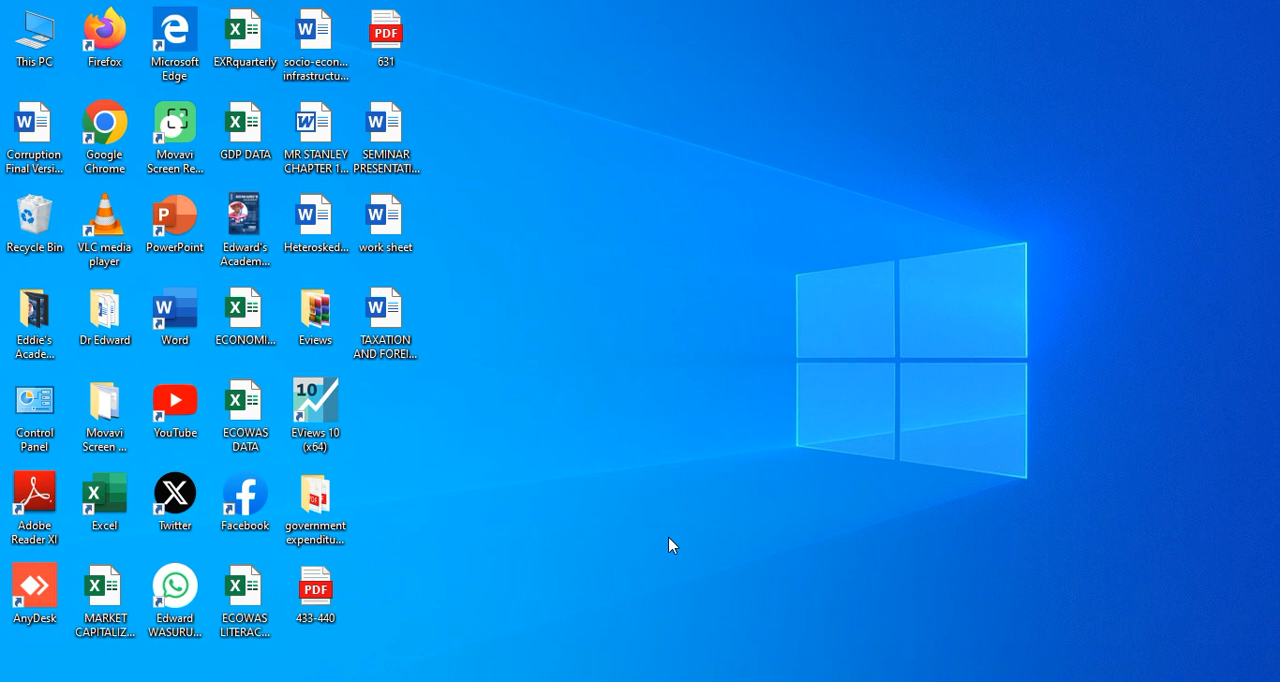 This PC
Firefox
Microsoft
Edge
EXRquarterly
socio-econ...
infrastructu...
PDF
631
Corruption
Final Versi...
Google
Chrome
Movavi
Screen Re...
GDP DATA
MR STANLEY
CHAPTER 1...
SEMINAR
PRESENTATI...
Recycle Bin
VLC media
player
PowerPoint
Edward's
Academ...
Heterosked...
work sheet
Eddie's
Acade...
Dr Edward
Word
ECONOMI...
Eviews
TAXATION
AND FOREI...
Control
Panel
Movavi
Screen ...
YouTube
ECOWAS
DATA
10
EViews 10
(x64)
Adobe
Reader XI
Excel
Twitter
Facebook
government
expenditu...
AnyDesk
MARKET
CAPITALIZ...
Edward
WASURU...
ECOWAS
LITERAC...
PDF
433-440